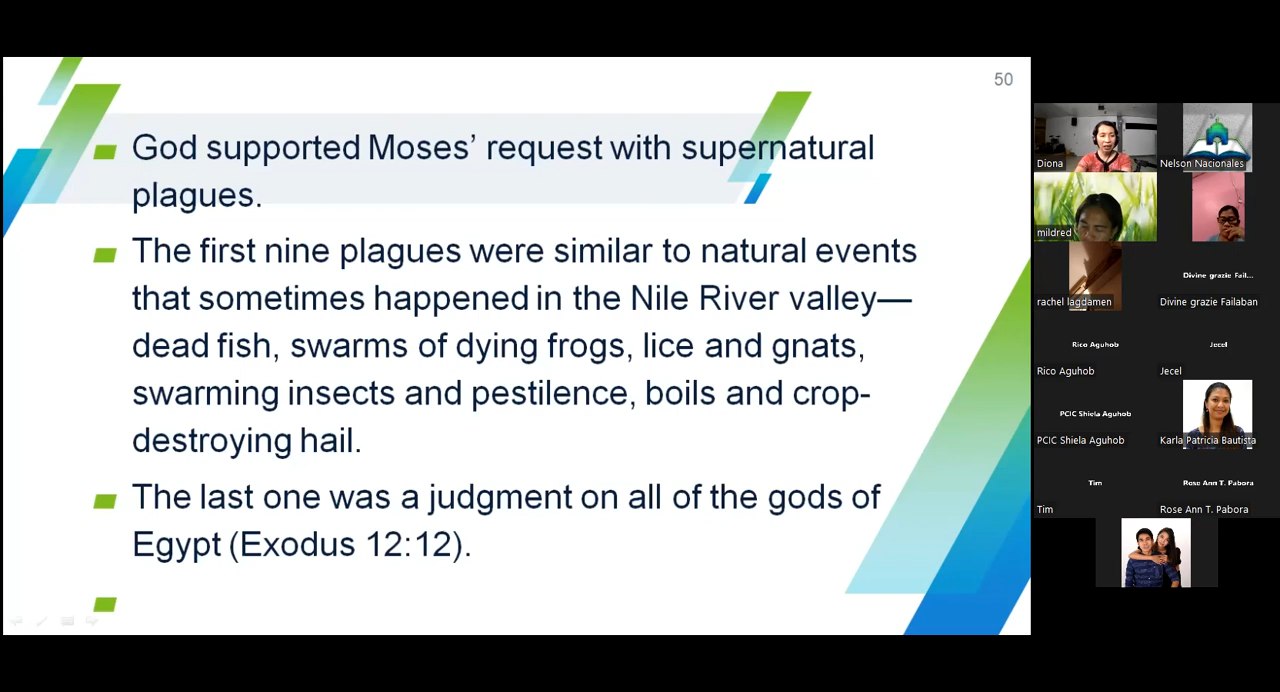 50
God supported Moses’ request with supernatural
plagues.
The first nine plagues were similar to natural events
that sometimes happened in the Nile River valley—
dead fish, swarms of dying frogs, lice and gnats,
swarming insects and pestilence, boils and crop-
destroying hail.
The last one was a judgment on all of the gods of
Egypt (Exodus 12:12).
Diona
Nelson Nacionales
mildred
rachel lagdamen
Divine grazie Fail...
Divine grazie Failaban
Rico Aguhob
Rico Aguhob
Jecel
Jecel
PCIC Shiela Aguhob
PCIC Shiela Aguhob
Karla Patricia Bautista
Tim
Tim
Rose Ann T. Pabora
Rose Ann T. Pabora